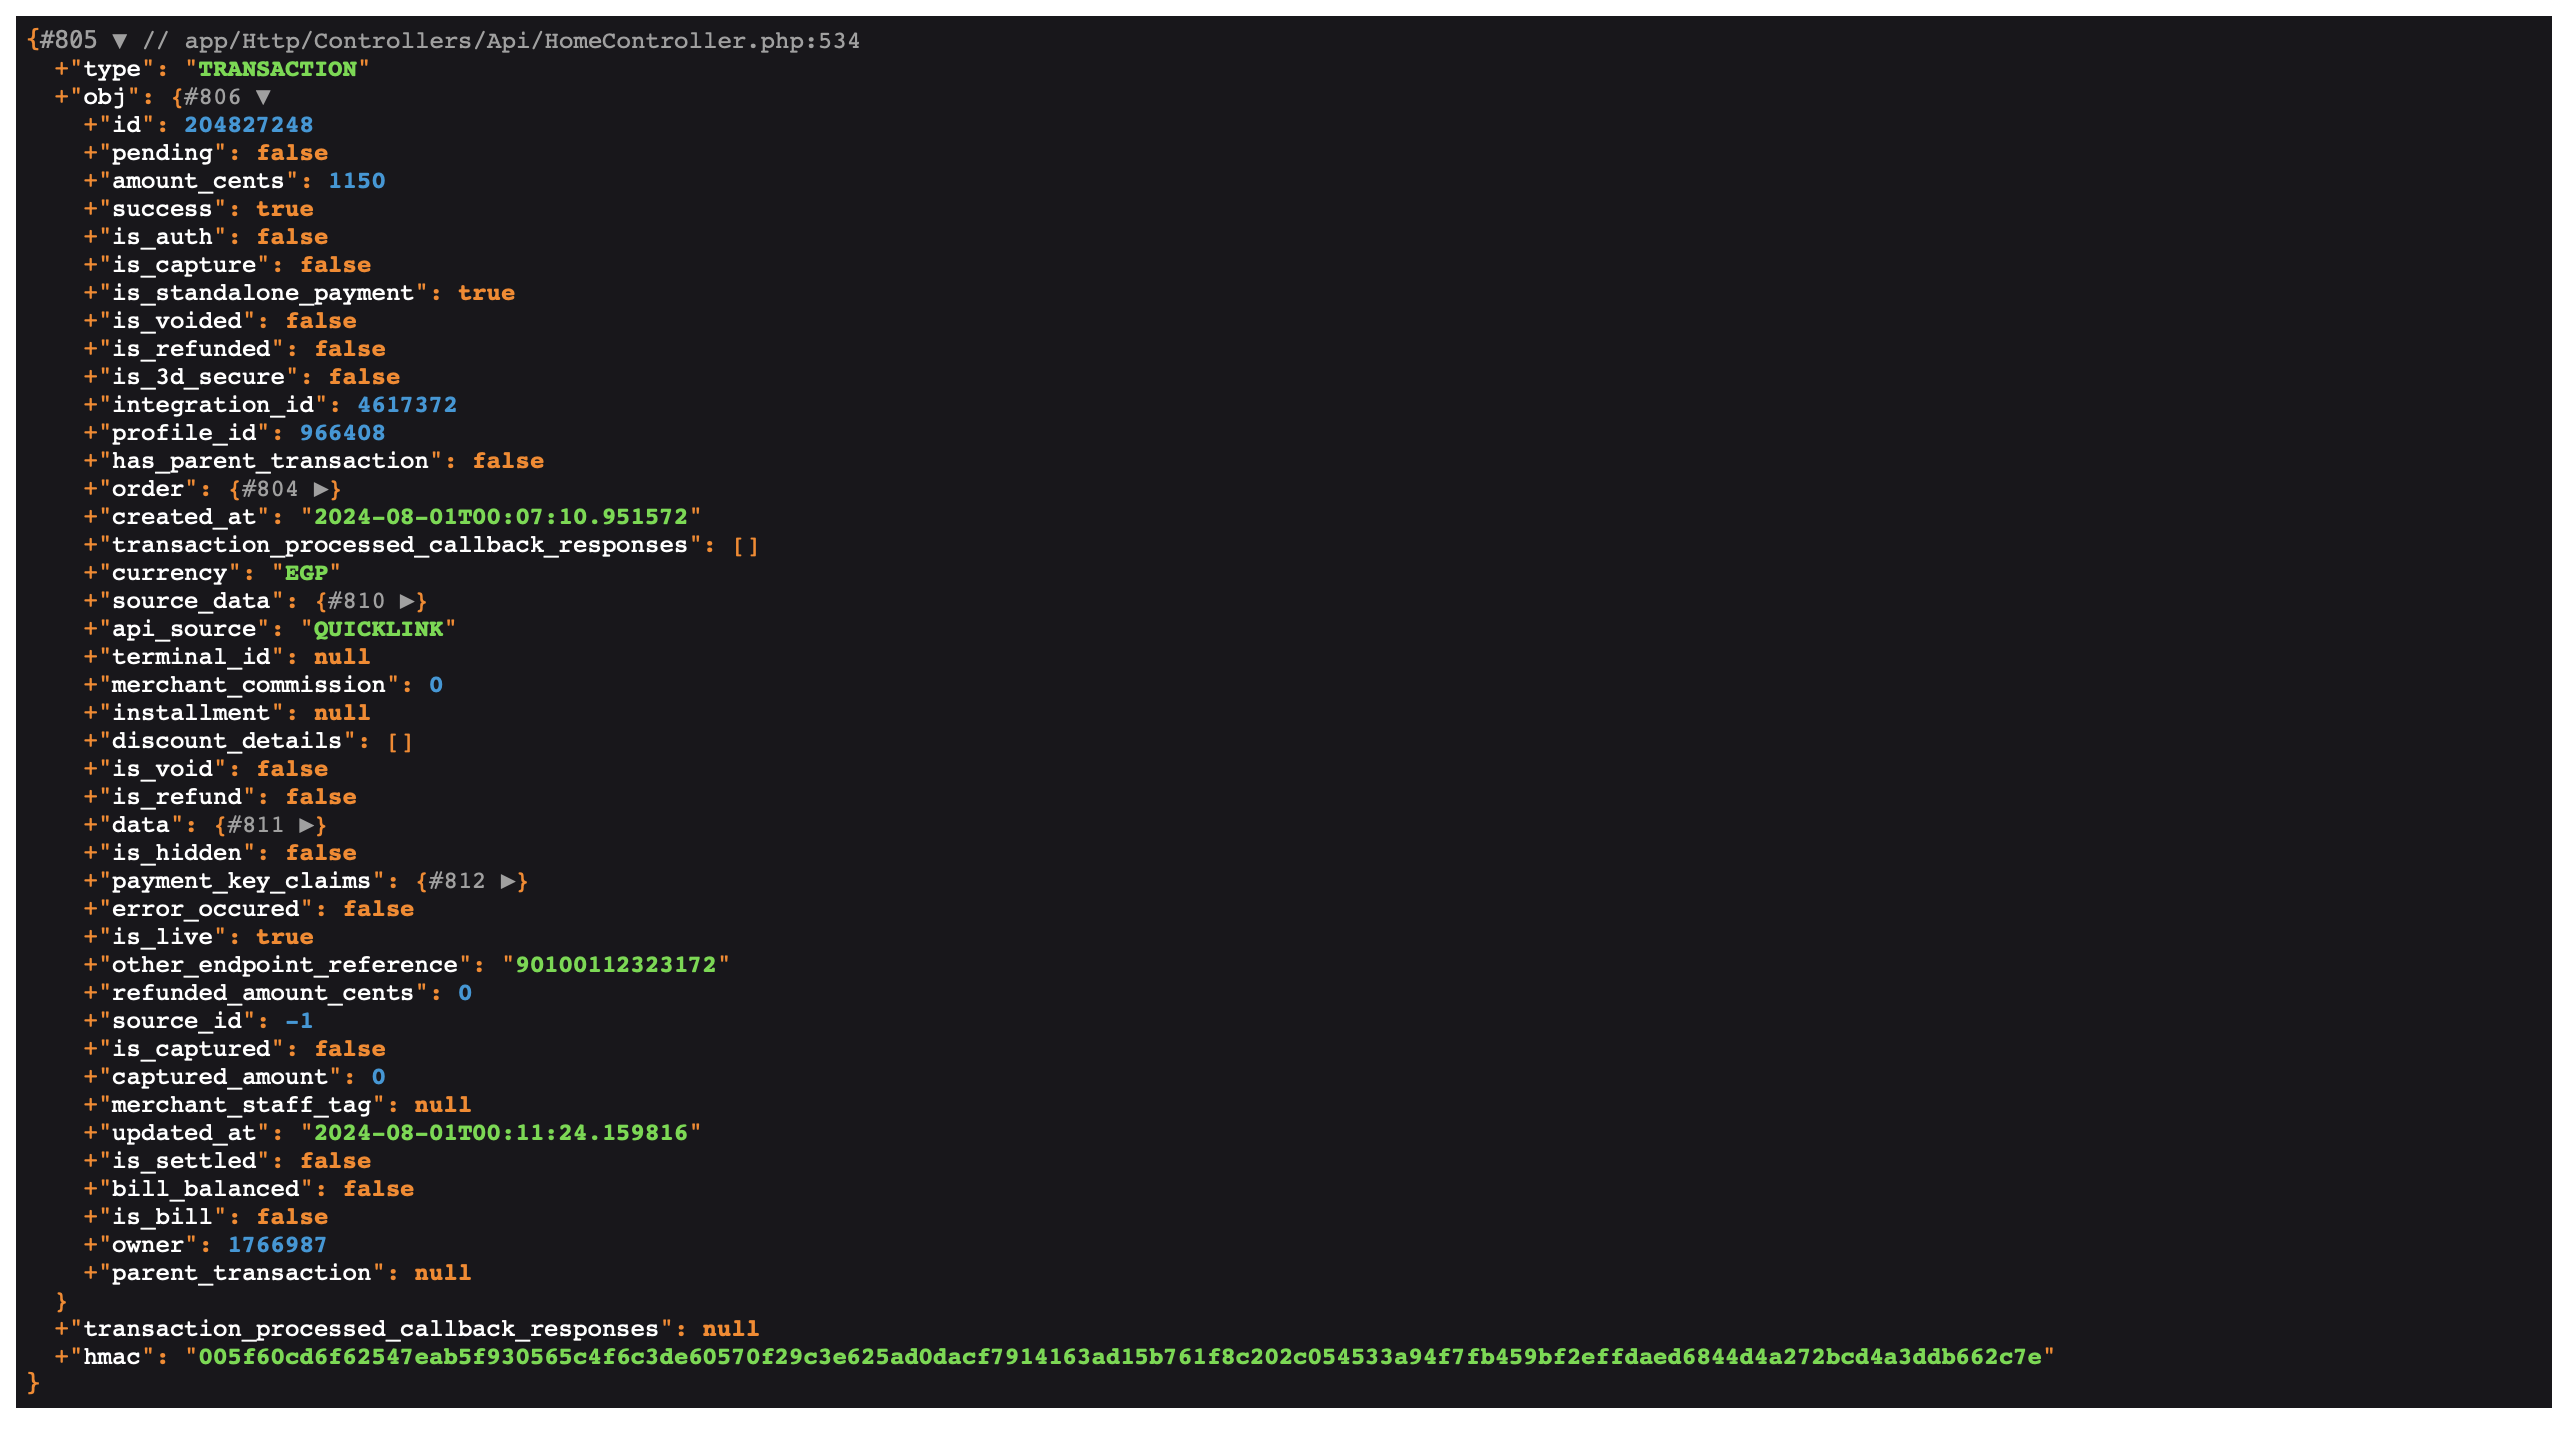 {#805 ▼ // app/Http/Controllers/Api/HomeController.php:534
  +"type": "TRANSACTION"
  +"obj": {#806 ▼
    +"id": 204827248
    +"pending": false
    +"amount_cents": 1150
    +"success": true
    +"is_auth": false
    +"is_capture": false
    +"is_standalone_payment": true
    +"is_voided": false
    +"is_refunded": false
    +"is_3d_secure": false
    +"integration_id": 4617372
    +"profile_id": 966408
    +"has_parent_transaction": false
    +"order": {#804 ▶}
    +"created_at": "2024-08-01T00:07:10.951572"
    +"transaction_processed_callback_responses": []
    +"currency": "EGP"
    +"source_data": {#810 ▶}
    +"api_source": "QUICKLINK"
    +"terminal_id": null
    +"merchant_commission": 0
    +"installment": null
    +"discount_details": []
    +"is_void": false
    +"is_refund": false
    +"data": {#811 ▶}
    +"is_hidden": false
    +"payment_key_claims": {#812 ▶}
    +"error_occured": false
    +"is_live": true
    +"other_endpoint_reference": "90100112323172"
    +"refunded_amount_cents": 0
    +"source_id": -1
    +"is_captured": false
    +"captured_amount": 0
    +"merchant_staff_tag": null
    +"updated_at": "2024-08-01T00:11:24.159816"
    +"is_settled": false
    +"bill_balanced": false
    +"is_bill": false
    +"owner": 1766987
    +"parent_transaction": null
  }
  +"transaction_processed_callback_responses": null
  +"hmac": "005f60cd6f62547eab5f930565c4f6c3de60570f29c3e625ad0dacf7914163ad15b761f8c202c054533a94f7fb459bf2effdaed6844d4a272bcd4a3ddb662c7e"
}